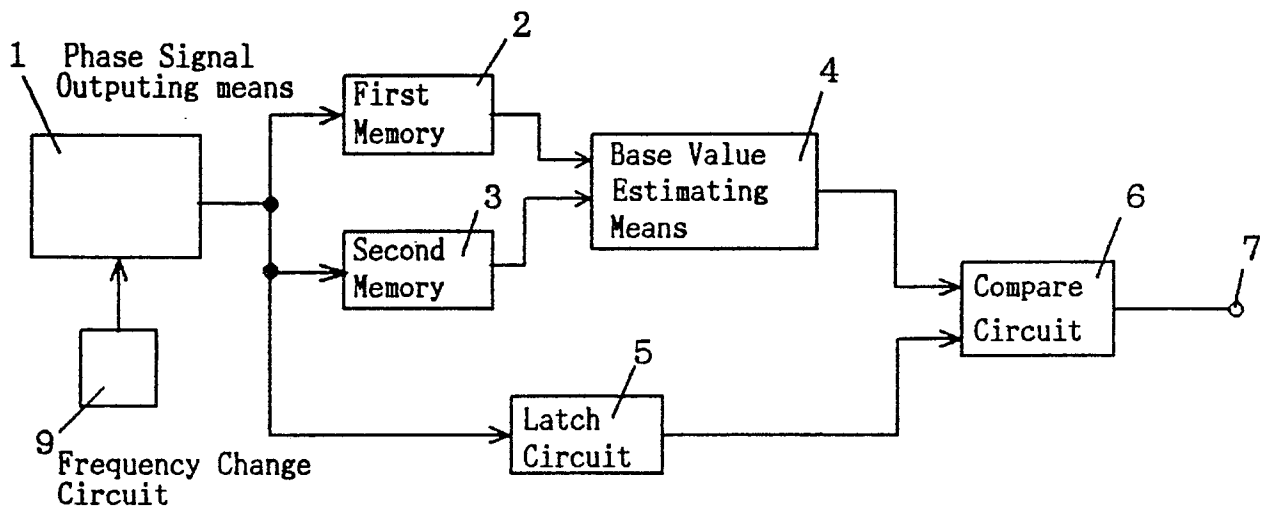 1
Phase Signal
Outputing means
2
First
Memory
3
Second
Memory
4
Base Value
Estimating
Means
5
Latch
Circuit
6
Compare
Circuit
7
9
Frequency Change
Circuit